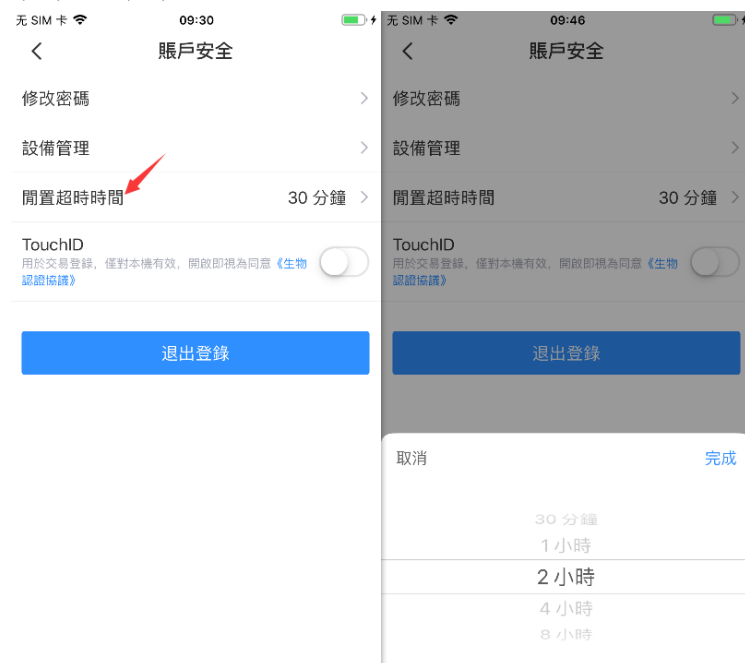 无 SIM 卡
09:30
賬戶安全
修改密碼
設備管理
閒置超時時間
30 分鐘
TouchID
用於交易登錄，僅對本機有效，開啟即視為同意《生物
認證協議》
退出登錄
无 SIM 卡
09:46
賬戶安全
修改密碼
設備管理
閒置超時時間
30 分鐘
TouchID
用於交易登錄，僅對本機有效，開啟即視為同意《生物
認證協議》
退出登錄
取消
完成
30 分鐘
1 小時
2 小時
4 小時
8 小時